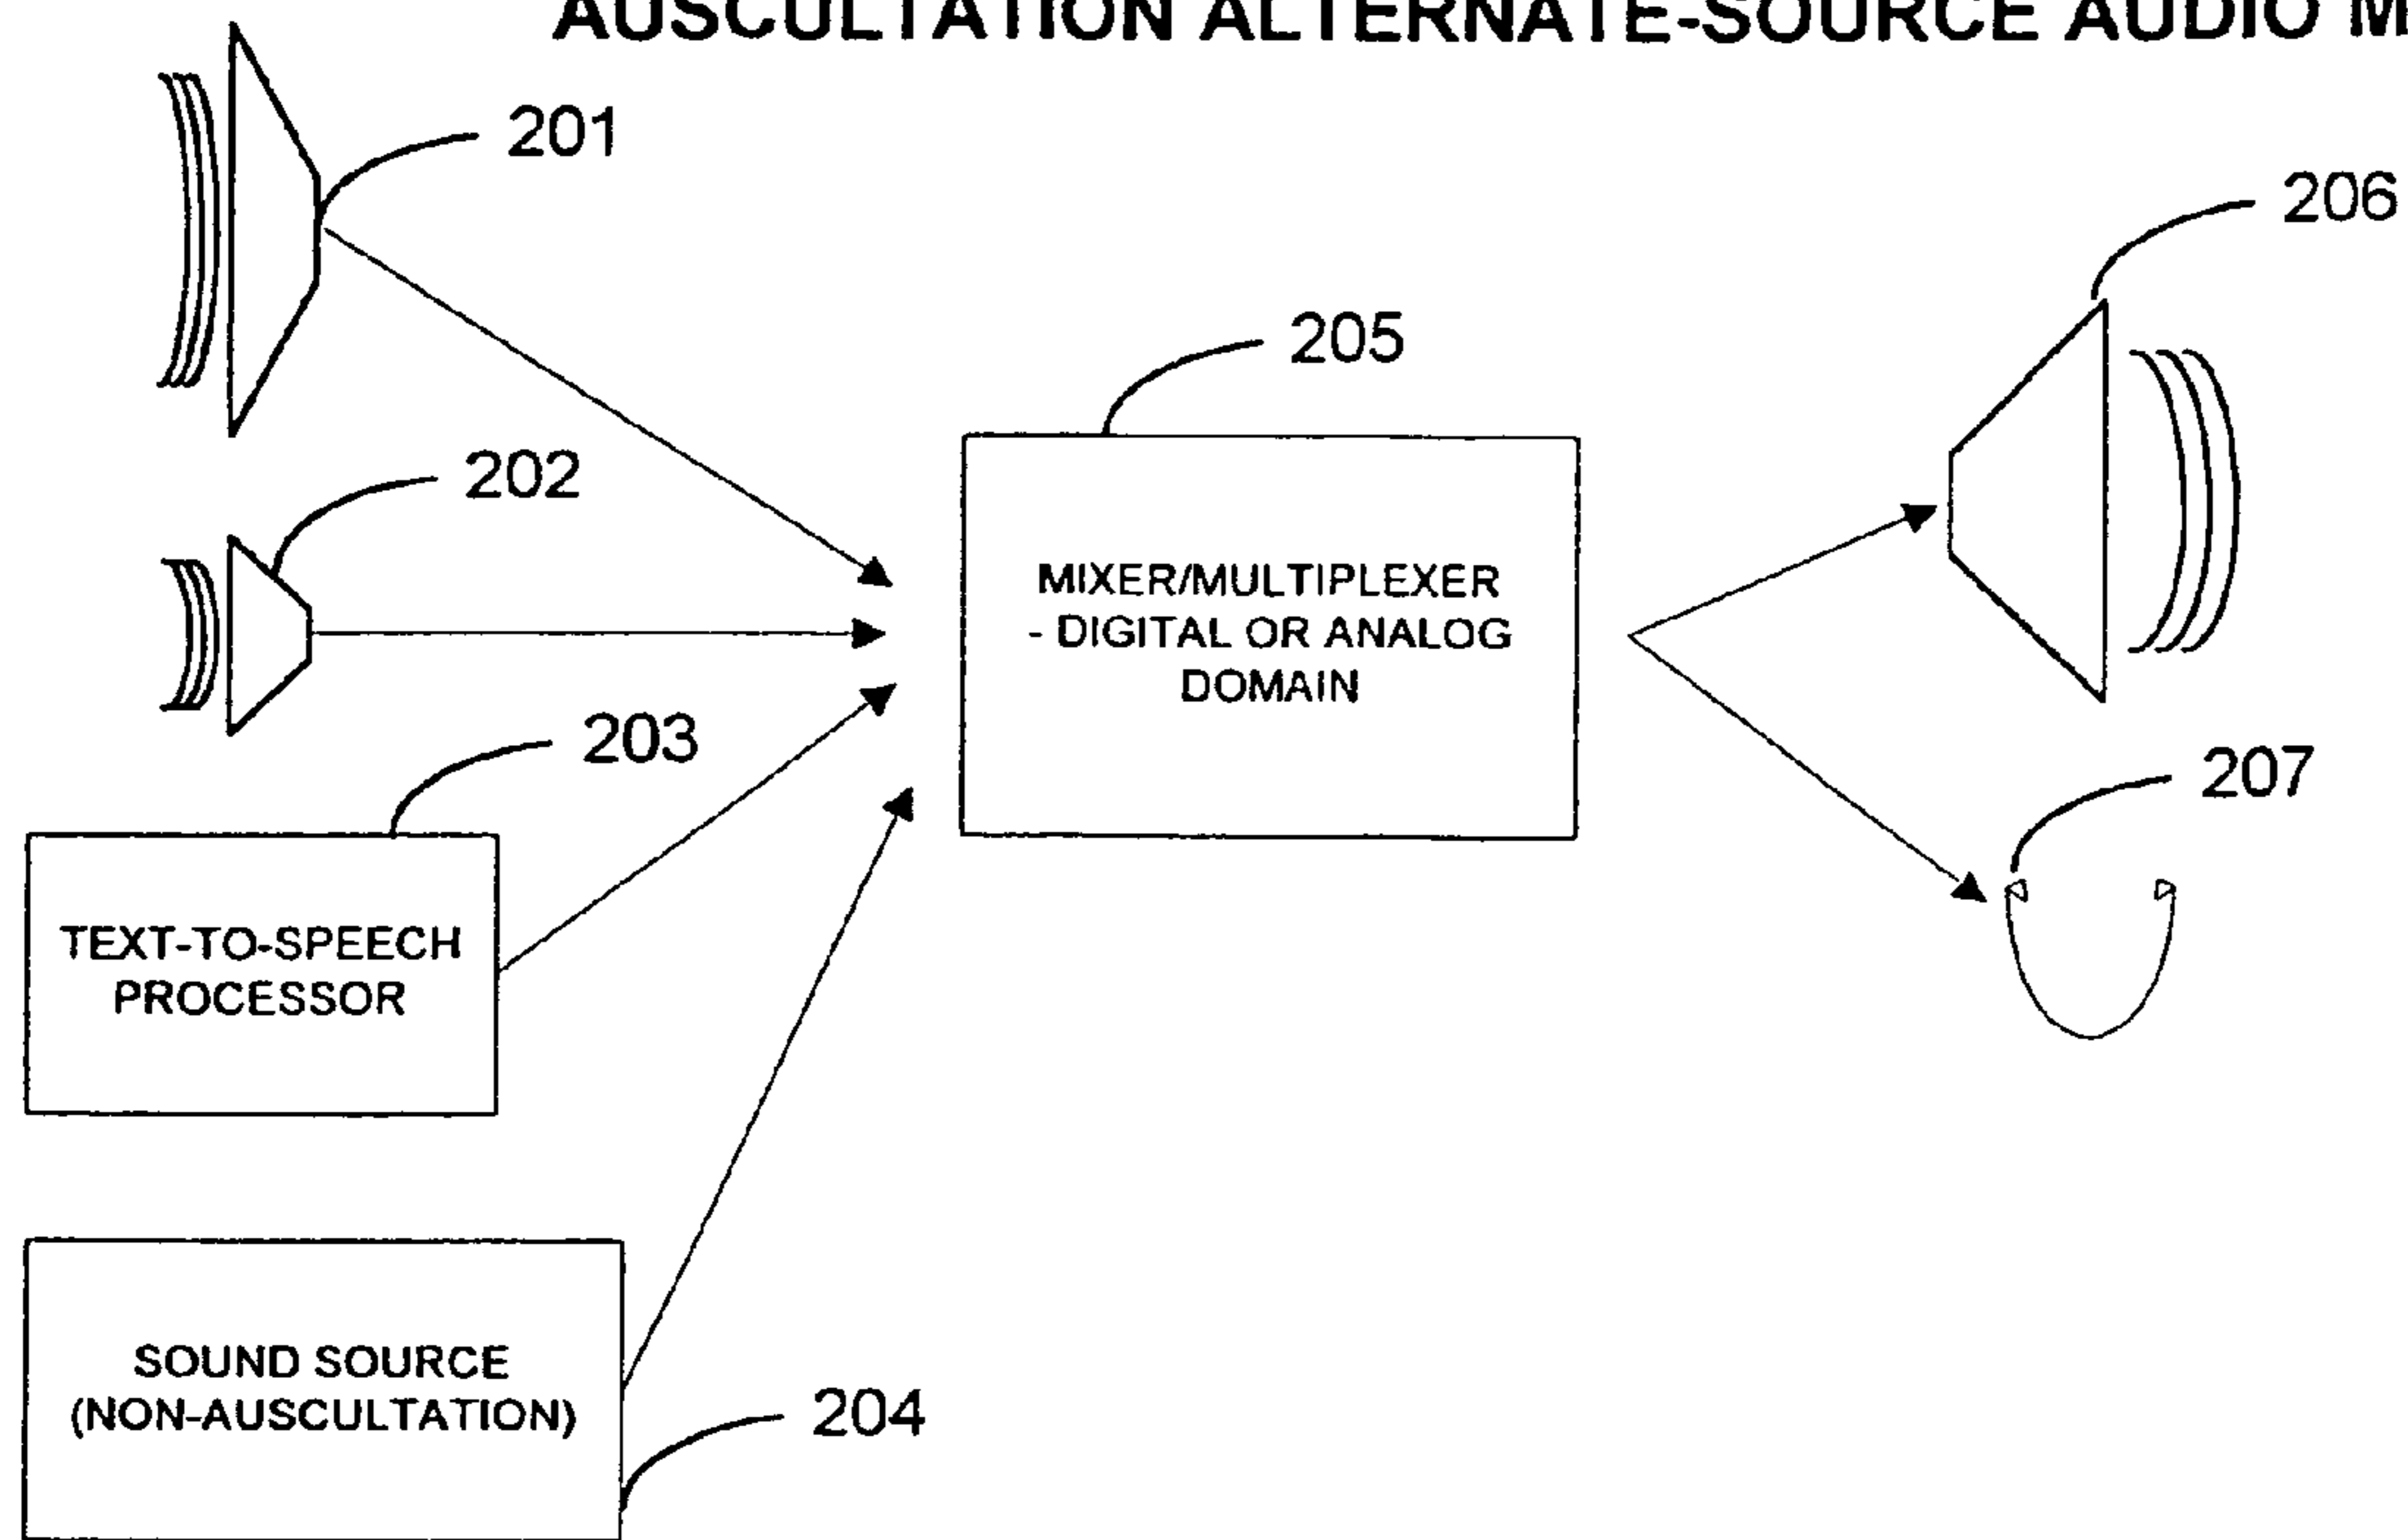 AUSCULTATION ALTERNATE-SOURCE AUDIO
201
206
205
202
MIXER/MULTIPLEXER
- DIGITAL OR ANALOG
DOMAIN
203
207
TEXT-TO-SPEECH
PROCESSOR
SOUND SOURCE
(NON-AUSCULTATION)
204